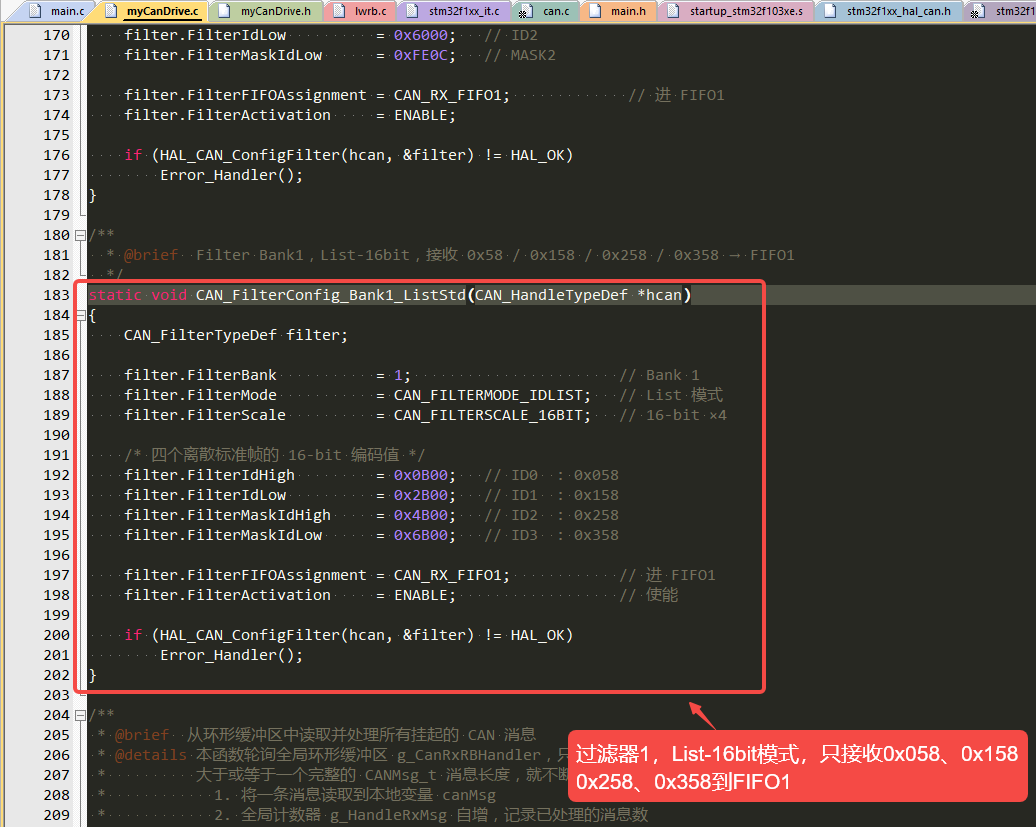 main.c myCanDrive.c myCanDrive.h lwrb.c stm32f1xx_it.c can.c main.h startup_stm32f103xe.s stm32f1xx_hal_can.h stm32f1
170 filter.FilterIdLow = 0x6000; // ID2
171 filter.FilterMaskIdLow = 0xFE0C; // MASK2
172
173 filter.FilterFIFOAssignment = CAN_RX_FIFO1; // 进 FIFO1
174 filter.FilterActivation = ENABLE;
175
176 if (HAL_CAN_ConfigFilter(hcan, &filter) != HAL_OK)
177 Error_Handler();
178 }
179
180 /**
181 * @brief Filter Bank1，List-16bit，接收 0x58 / 0x158 / 0x258 / 0x358 → FIFO1
182 */
183 static void CAN_FilterConfig_Bank1_ListStd(CAN_HandleTypeDef *hcan)
184 {
185 CAN_FilterTypeDef filter;
186
187 filter.FilterBank = 1; // Bank 1
188 filter.FilterMode = CAN_FILTERMODE_IDLIST; // List 模式
189 filter.FilterScale = CAN_FILTERSCALE_16BIT; // 16-bit ×4
190
191 /* 四个离散标准帧的 16-bit 编码值 */
192 filter.FilterIdHigh = 0x0B00; // ID0 : 0x058
193 filter.FilterIdLow = 0x2B00; // ID1 : 0x158
194 filter.FilterMaskIdHigh = 0x4B00; // ID2 : 0x258
195 filter.FilterMaskIdLow = 0x6B00; // ID3 : 0x358
196
197 filter.FilterFIFOAssignment = CAN_RX_FIFO1; // 进 FIFO1
198 filter.FilterActivation = ENABLE; // 使能
199
200 if (HAL_CAN_ConfigFilter(hcan, &filter) != HAL_OK)
201 Error_Handler();
202 }
203
204 /**
205 * @brief 从环形缓冲区中读取并处理所有挂起的 CAN 消息
206 * @details 本函数轮询全局环形缓冲区 g_CanRxRBHandler，只
207 * 大于或等于一个完整的 CANMsg_t 消息长度，就不断
208 * 1. 将一条消息读取到本地变量 canMsg
209 * 2. 全局计数器 g_HandleRxMsg 自增，记录已处理的消息数
过滤器1，List-16bit模式，只接收0x058、0x158
0x258、0x358到FIFO1